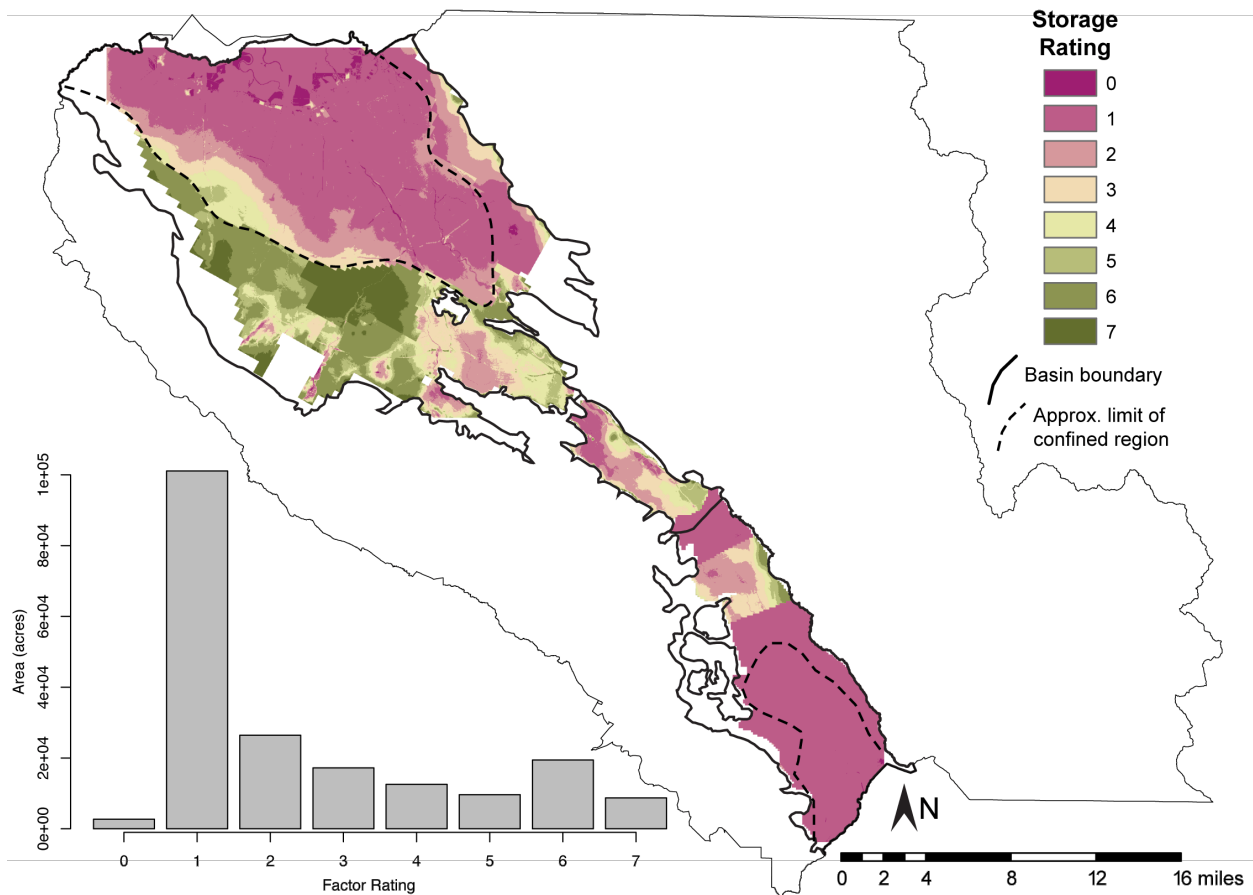 Storage
Rating
0
1
2
3
4
5
6
7
Basin boundary
Approx. limit of
confined region
Area (acres)
1e+05
8e+04
6e+04
4e+04
2e+04
0e+00
0 1 2 3 4 5 6 7
Factor Rating
N
0 2 4 8 12 16 miles